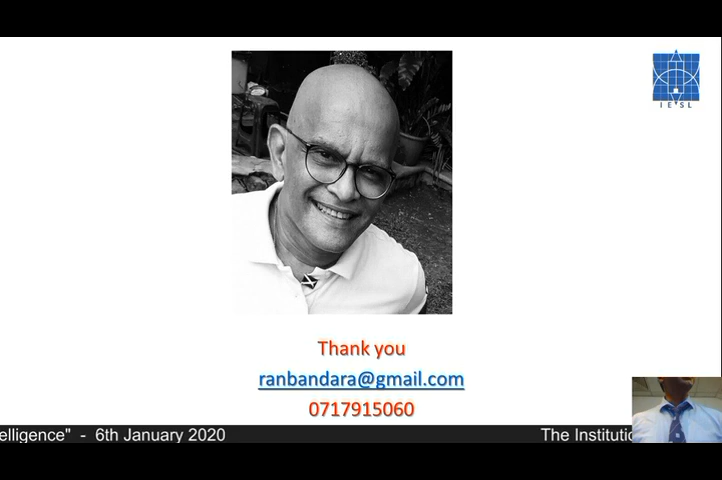 IESL
Thank you
ranbandara@gmail.com
0717915060
elligence" - 6th January 2020
The Institutio